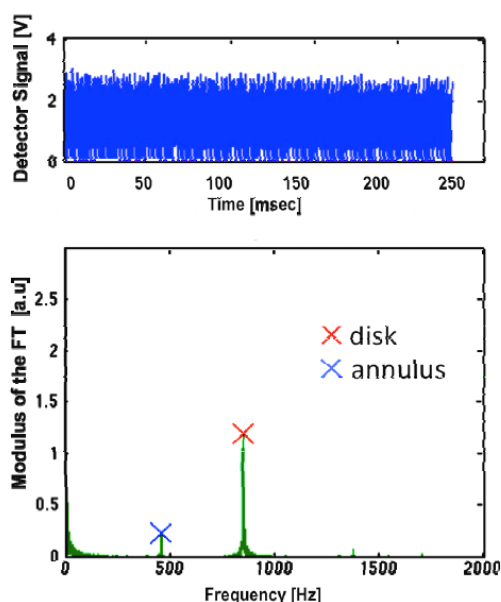 Detector Signal [V]
4
2
0
0 50 100 150 200 250
Time [msec]
Modulus of the FT [a.u]
2.5
2
1.5
1
0.5
0
disk
annulus
0 500 1000 1500 2000
Frequency [Hz]